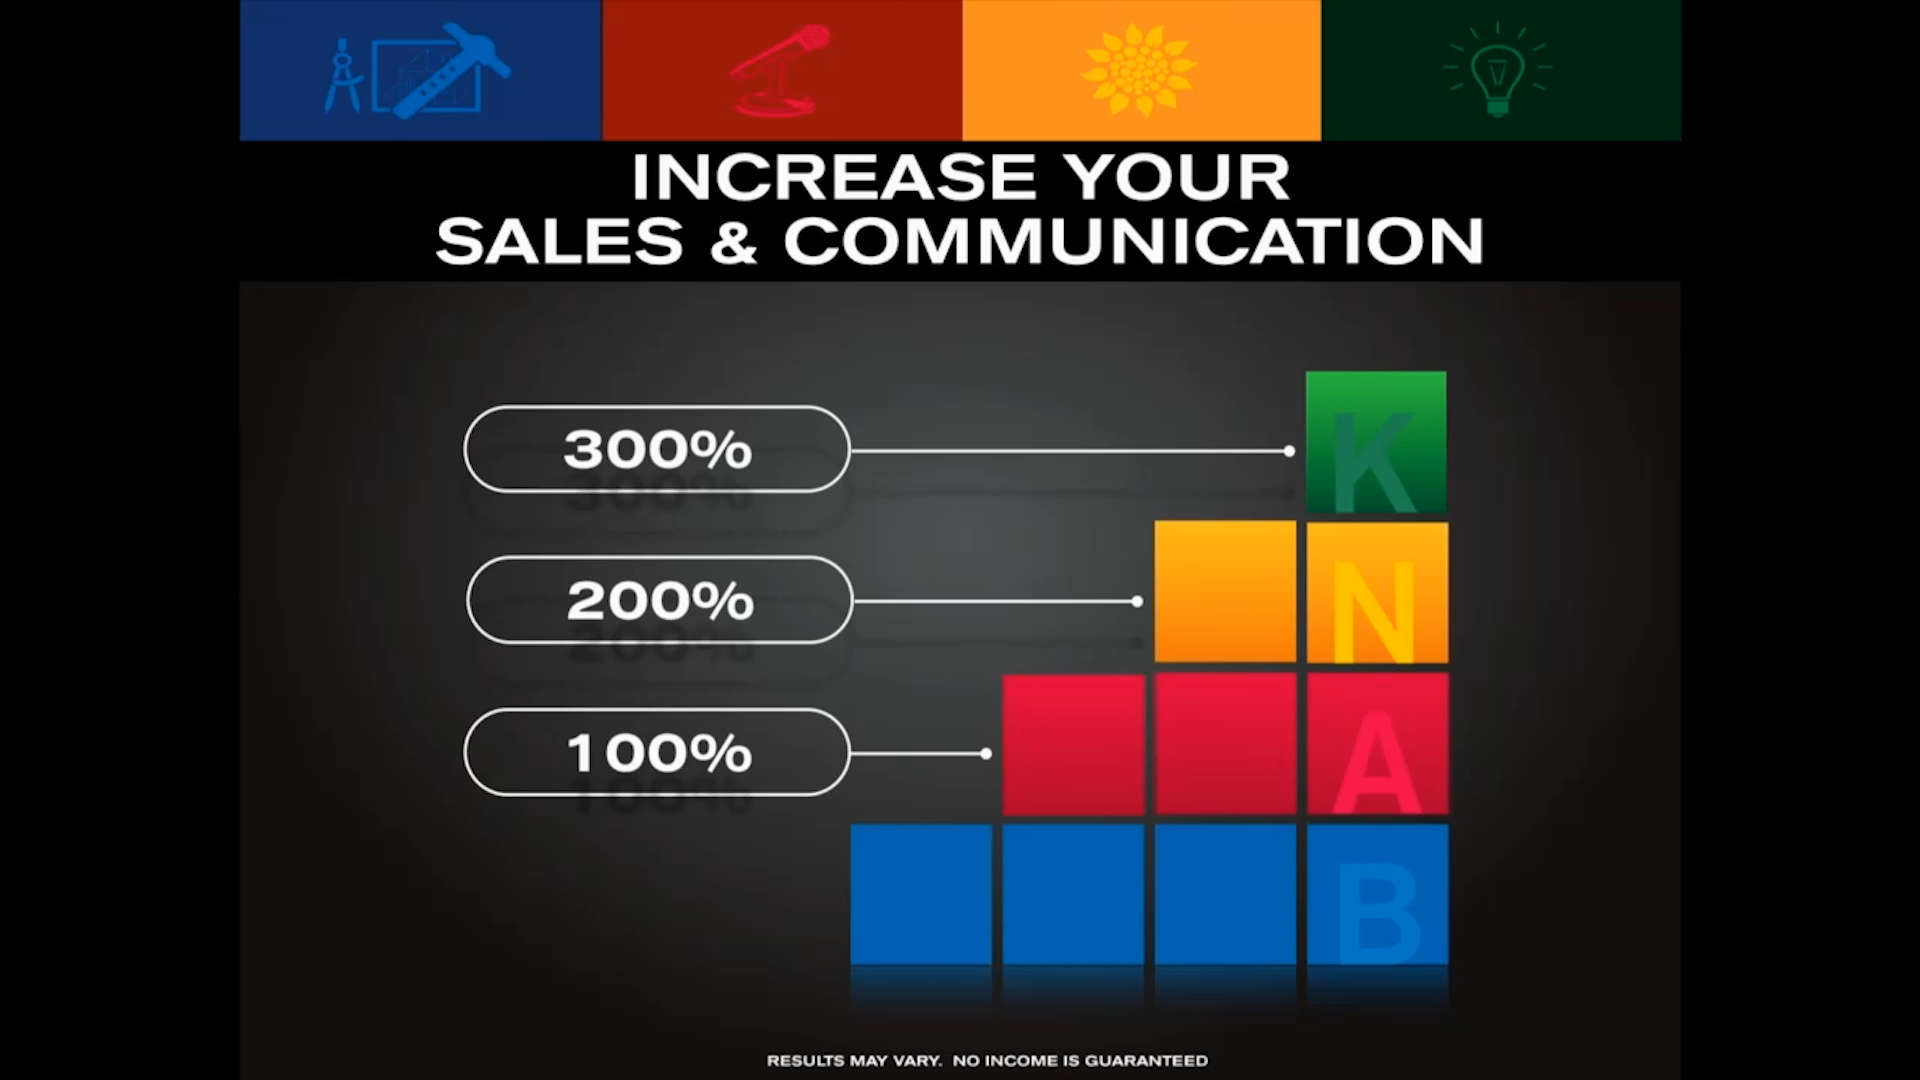 INCREASE YOUR
SALES & COMMUNICATION
300%
K
200%
N
100%
A
B
RESULTS MAY VARY. NO INCOME IS GUARANTEED